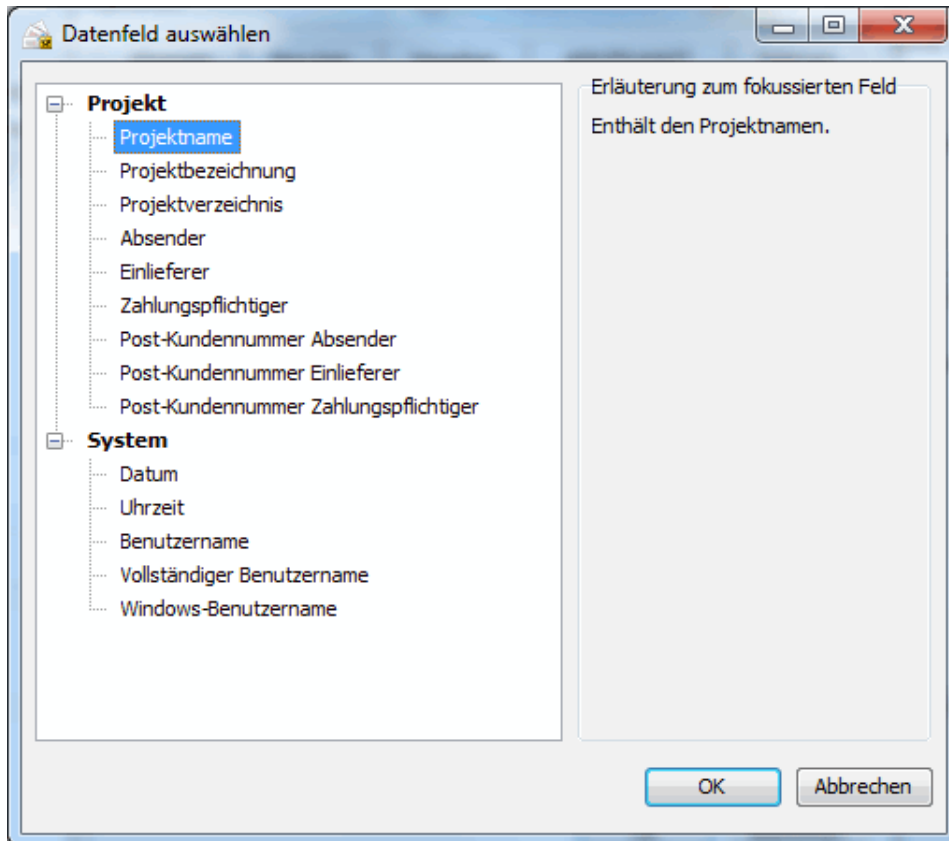 Datenfeld auswählen
Projekt
Projektname
Projektbezeichnung
Projektverzeichnis
Absender
Einlieferer
Zahlungspflichtiger
Post-Kundennummer Absender
Post-Kundennummer Einlieferer
Post-Kundennummer Zahlungspflichtiger
System
Datum
Uhrzeit
Benutzername
Vollständiger Benutzername
Windows-Benutzername
Erläuterung zum fokussierten Feld
Enthält den Projektnamen.
OK
Abbrechen